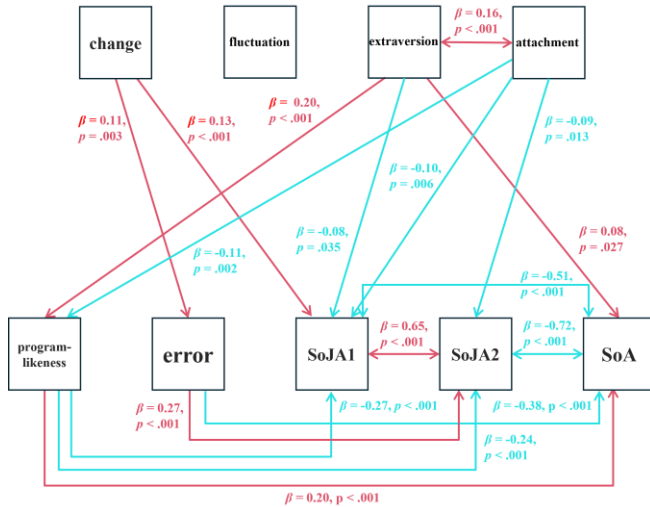 β = 0.16,
p < .001
change
fluctuation
extraversion
attachment
β = 0.11,
p = .003
β = 0.13,
p < .001
β = 0.20,
p < .001
β = -0.09,
p = .013
β = -0.10,
p = .006
β = -0.11,
p = .002
β = -0.08,
p = .035
β = 0.08,
p = .027
β = -0.51,
p < .001
program-
likeness
error
SoJA1
β = 0.65,
p < .001
SoJA2
β = -0.72,
p < .001
SoA
β = 0.27,
p < .001
β = -0.27, p < .001
β = -0.38, p < .001
β = -0.24,
p < .001
β = 0.20, p < .001